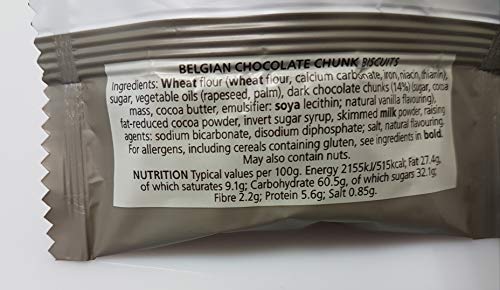 BELGIAN CHOCOLATE CHUNK BISCUITS
Ingredients: Wheat flour (wheat flour, calcium carbonate, iron, niacin, thiamin),
sugar, vegetable oils (rapeseed, palm), dark chocolate chunks (14%) (sugar, cocoa
mass, cocoa butter, emulsifier: soya lecithin; natural vanilla flavouring),
fat-reduced cocoa powder, invert sugar syrup, skimmed milk powder, raising
agents: sodium bicarbonate, disodium diphosphate; salt, natural flavouring.
For allergens, including cereals containing gluten, see ingredients in bold.
May also contain nuts.
NUTRITION Typical values per 100g. Energy 2155kJ/515kcal; Fat 27.4g,
of which saturates 9.1g; Carbohydrate 60.5g, of which sugars 32.1g;
Fibre 2.2g; Protein 5.6g; Salt 0.85g.